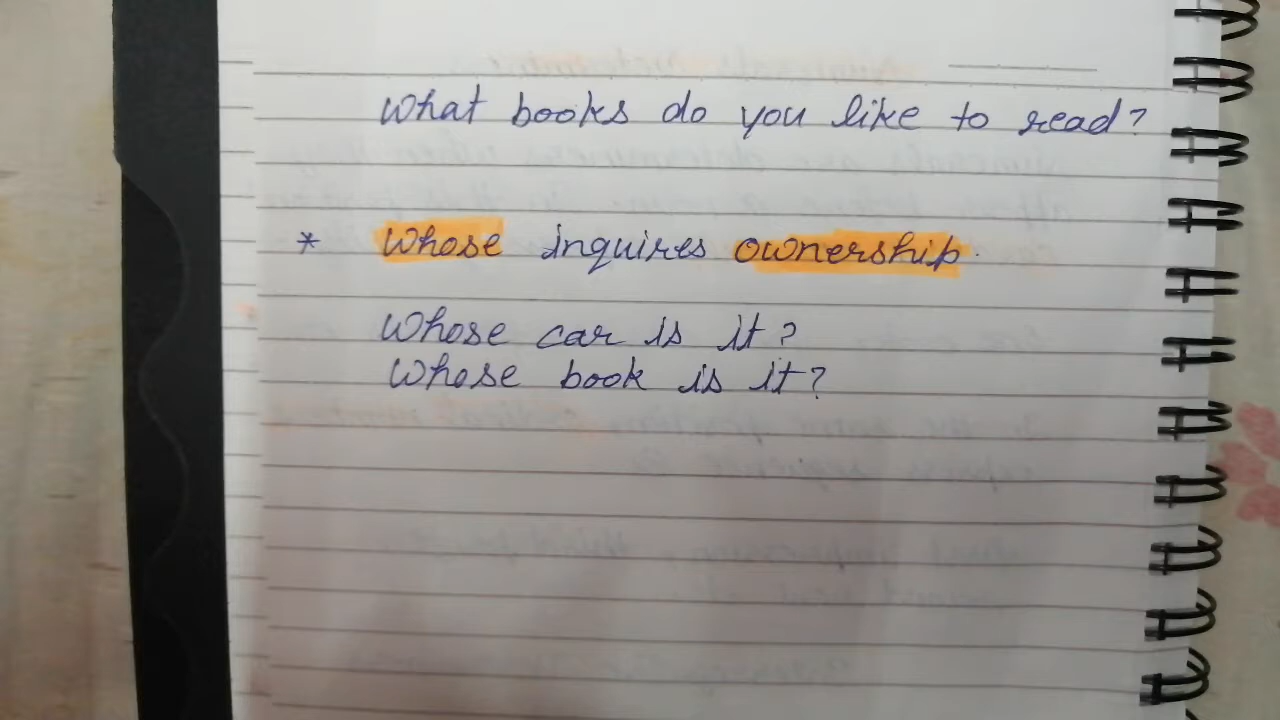 What books do you like to read?
* Whose inquires ownership.
Whose car is it?
Whose book is it?